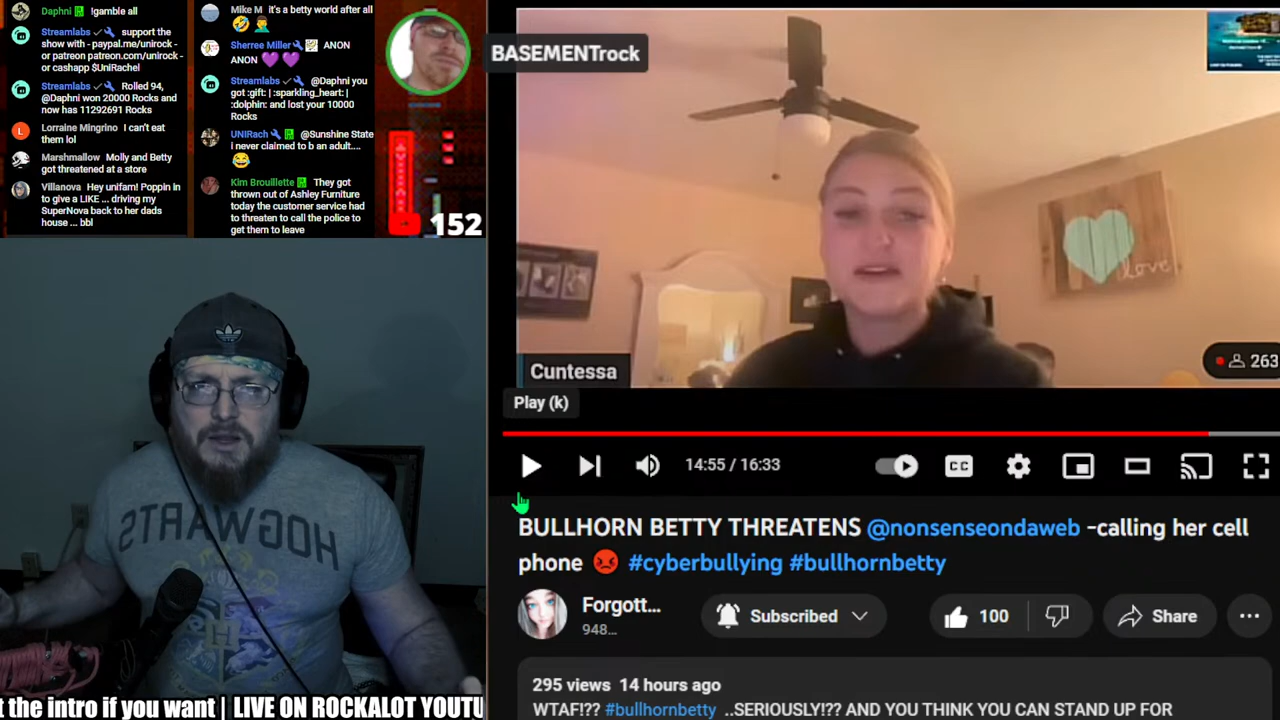 Daphni !gamble all
Streamlabs support the
show with - paypal.me/unirock -
or patreon patreon.com/unirock -
or cashapp $UniRachel
Streamlabs Rolled 94,
@Daphni won 20000 Rocks and
now has 11292691 Rocks
Lorraine Mingrino I can't eat
them lol
Marshmallow Molly and Betty
got threatened at a store
Villanova Hey unifam! Poppin in
to give a LIKE ... driving my
SuperNova back to her dads
house ... bbl
Mike M it's a betty world after all
🤣🤦‍♂️
Sherree Miller ANON
ANON 💜💜
Streamlabs @Daphni you
got :gift: | :sparkling_heart: |
:dolphin: and lost your 10000
Rocks
UNIRach @Sunshine State
i never claimed to b an adult....
😂
Kim Brouillette They got
thrown out of Ashley Furniture
today the customer service had
to threaten to call the police to
get them to leave
152
BASEMENTrock
love
Cuntessa
263
Play (k)
14:55 / 16:33
CC
BULLHORN BETTY THREATENS @nonsenseondaweb -calling her cell
phone 😡 #cyberbullying #bullhornbetty
Forgott...
948...
Subscribed
100
Share
295 views 14 hours ago
WTAF!?? #bullhornbetty ..SERIOUSLY!?? AND YOU THINK YOU CAN STAND UP FOR
HOGWARTS
t the intro if you want | LIVE ON ROCKALOT YOUTU